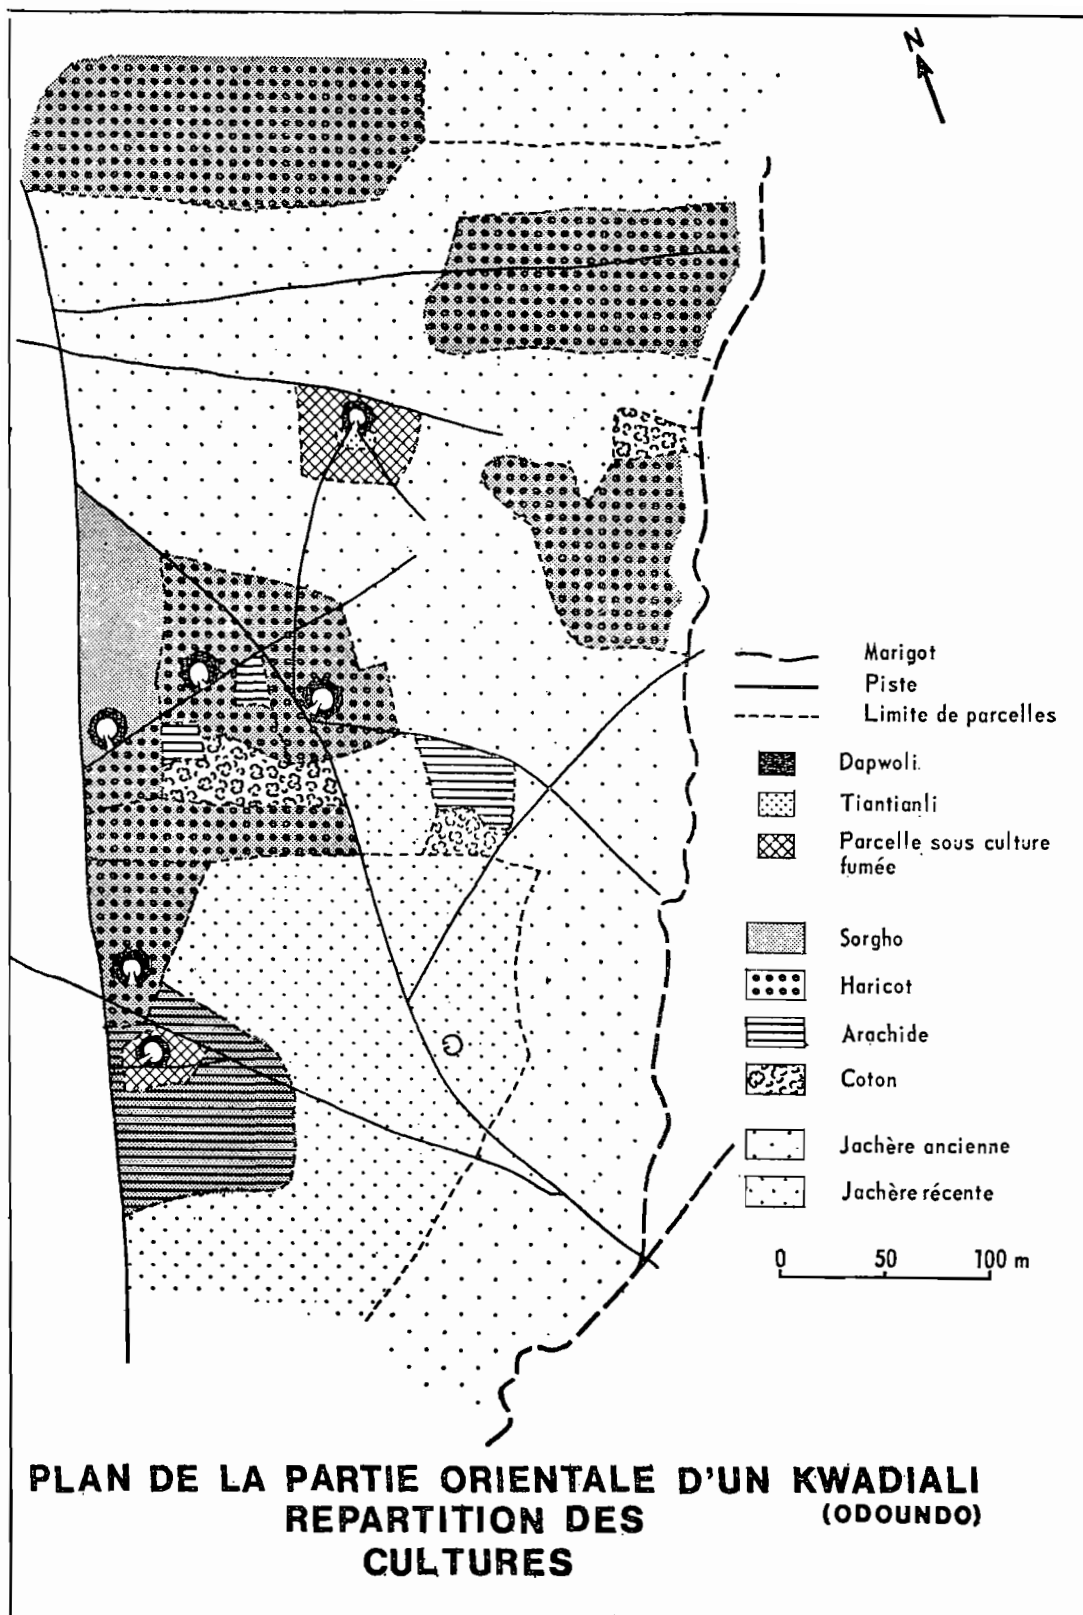 N
Marigot
Piste
Limite de parcelles
Dapwoli.
Tiantianli
Parcelle sous culture
fumée
Sorgho
Haricot
Arachide
Coton
Jachère ancienne
Jachère récente
0 50 100 m
PLAN DE LA PARTIE ORIENTALE D'UN KWADIALI
REPARTITION DES (ODOUNDO)
CULTURES